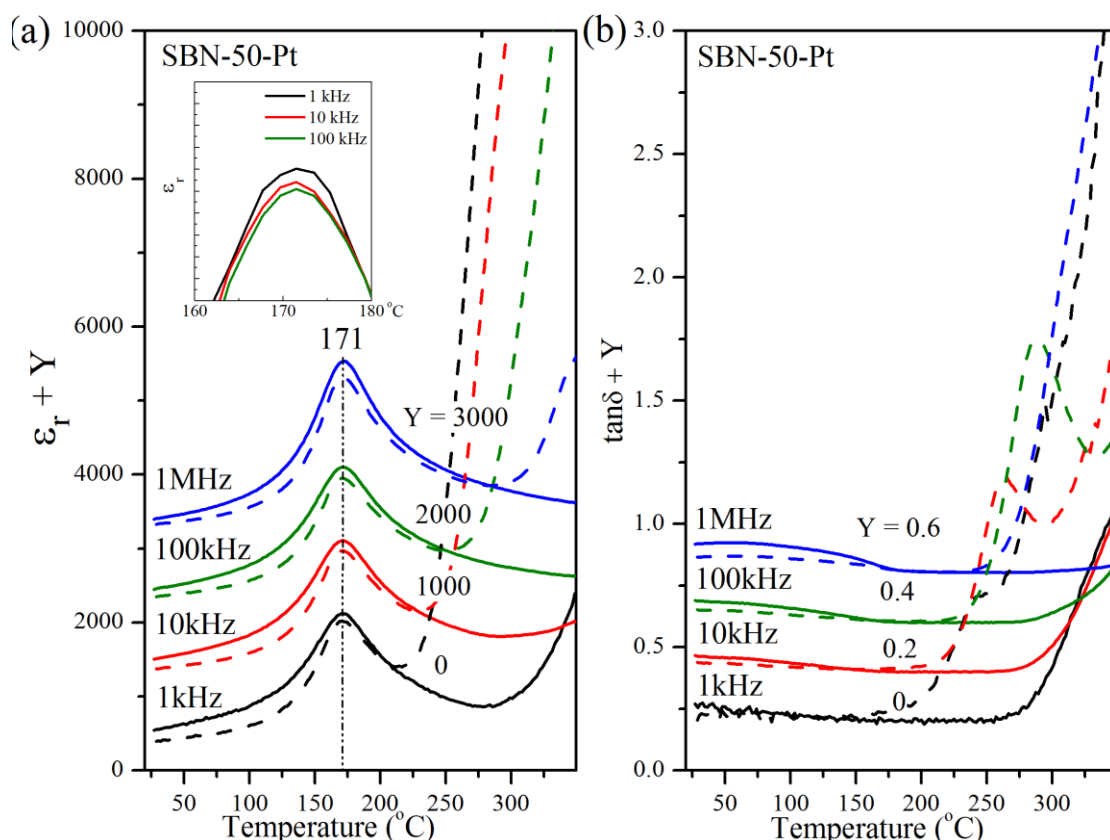 (a)
SBN-50-Pt
εr + Y
10000
8000
6000
4000
2000
0
εr
1 kHz
10 kHz
100 kHz
160
170
180 °C
171
Y = 3000
2000
1000
0
1MHz
100kHz
10kHz
1kHz
50 100 150 200 250 300
Temperature (°C)
(b)
SBN-50-Pt
tanδ + Y
3.0
2.5
2.0
1.5
1.0
0.5
0.0
Y = 0.6
0.4
0.2
0
1MHz
100kHz
10kHz
1kHz
50 100 150 200 250 300
Temperature (°C)